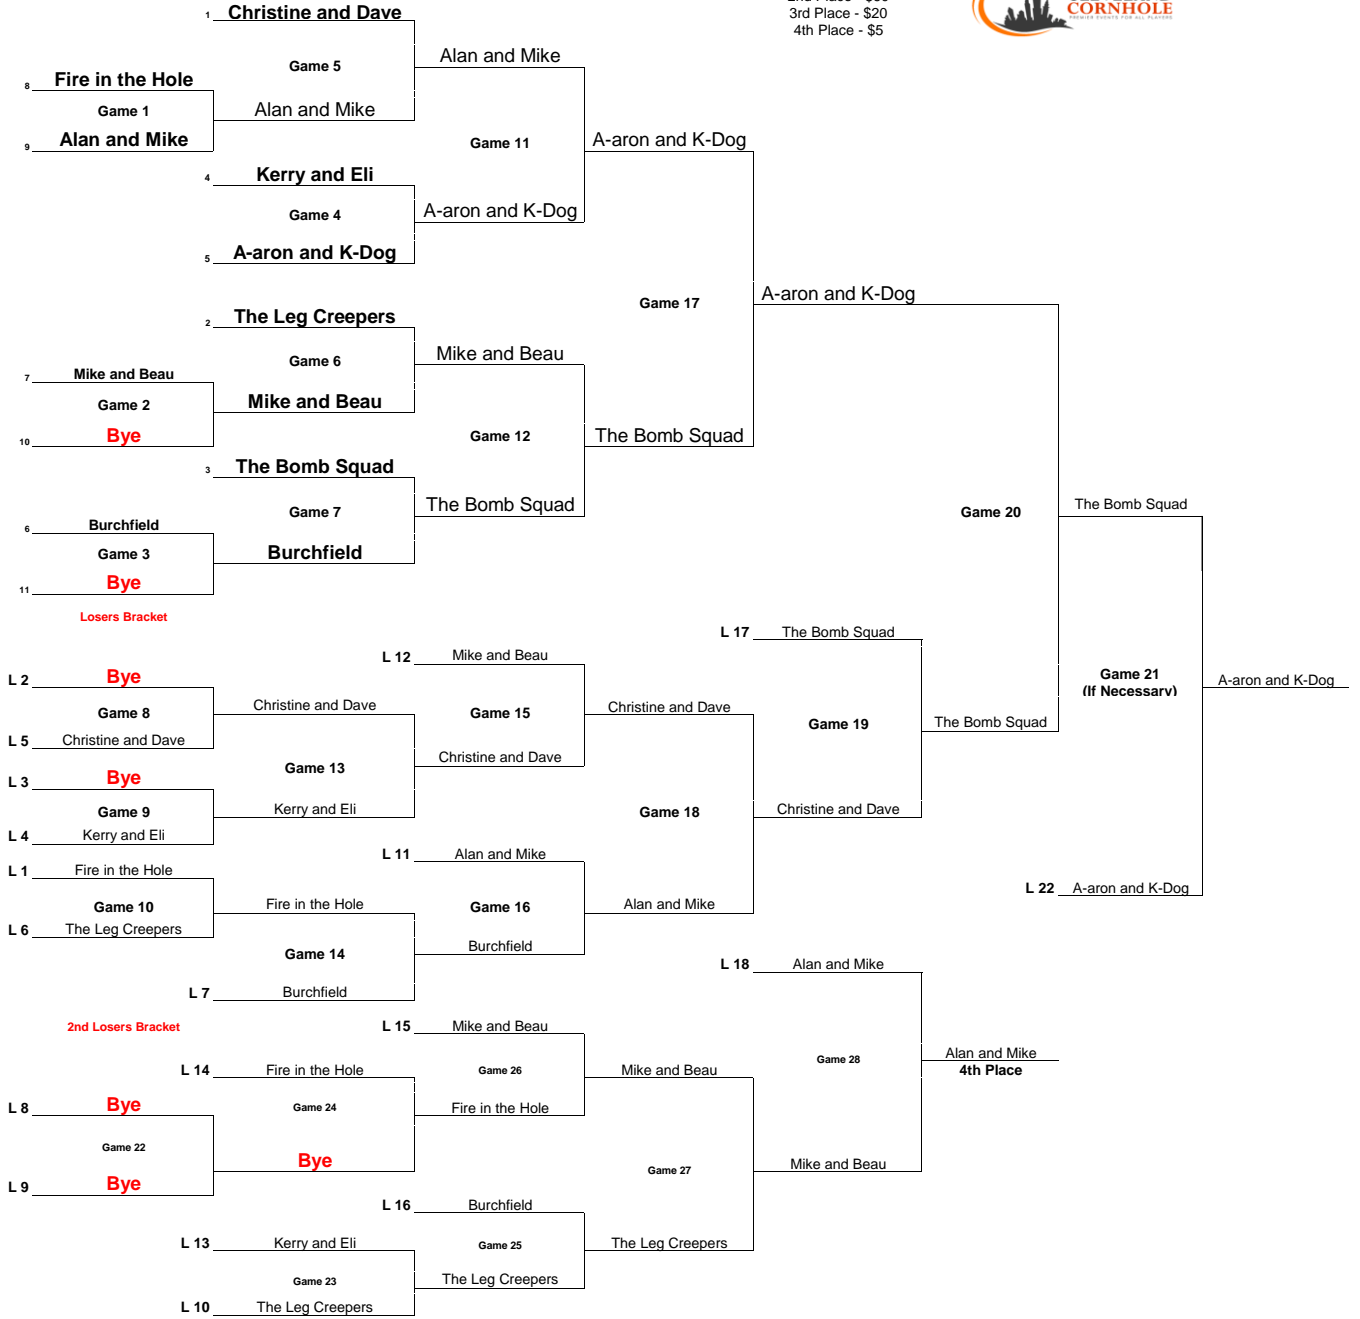 3rd Place - $20
4th Place - $5
CORNHOLE
PREMIER EVENTS FOR ALL PLAYERS
1 Christine and Dave
Game 5
Alan and Mike
8 Fire in the Hole
Game 1
Alan and Mike
9 Alan and Mike
Game 11
A-aron and K-Dog
4 Kerry and Eli
Game 4
A-aron and K-Dog
5 A-aron and K-Dog
Game 17
A-aron and K-Dog
2 The Leg Creepers
Game 6
Mike and Beau
7 Mike and Beau
Game 2
Mike and Beau
10 Bye
Game 12
The Bomb Squad
3 The Bomb Squad
Game 7
The Bomb Squad
6 Burchfield
Game 3
Burchfield
11 Bye
Game 20
The Bomb Squad
Losers Bracket
L 17 The Bomb Squad
L 12 Mike and Beau
L 2 Bye
Game 8
Christine and Dave
L 5 Christine and Dave
Game 15
Christine and Dave
Game 19
The Bomb Squad
Game 21
(If Necessary)
A-aron and K-Dog
L 3 Bye
Game 13
Christine and Dave
Game 9
Kerry and Eli
L 4 Kerry and Eli
Game 18
Christine and Dave
L 11 Alan and Mike
L 1 Fire in the Hole
Game 10
Fire in the Hole
L 6 The Leg Creepers
Game 16
Alan and Mike
L 22 A-aron and K-Dog
Game 14
Burchfield
L 7 Burchfield
L 18 Alan and Mike
2nd Losers Bracket
L 15 Mike and Beau
L 14 Fire in the Hole
Game 26
Mike and Beau
Game 28
Alan and Mike
4th Place
L 8 Bye
Game 24
Fire in the Hole
Game 22
Bye
L 9 Bye
Game 27
Mike and Beau
L 16 Burchfield
L 13 Kerry and Eli
Game 25
The Leg Creepers
Game 23
The Leg Creepers
L 10 The Leg Creepers